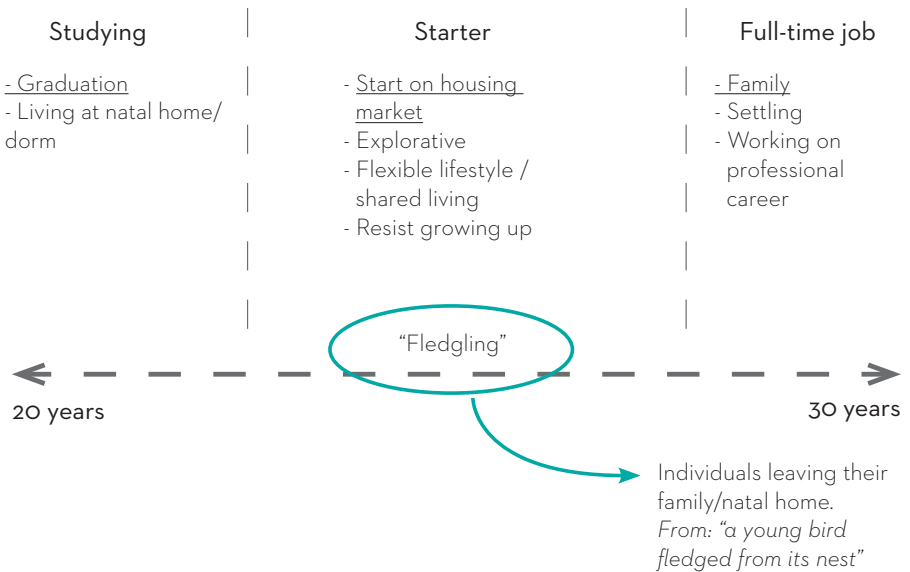 Studying
- Graduation
- Living at natal home/
dorm
Starter
- Start on housing
market
- Explorative
- Flexible lifestyle /
shared living
- Resist growing up
Full-time job
- Family
- Settling
- Working on
professional
career
“Fledgling”
20 years
30 years
Individuals leaving their
family/natal home.
From: “a young bird
fledged from its nest”